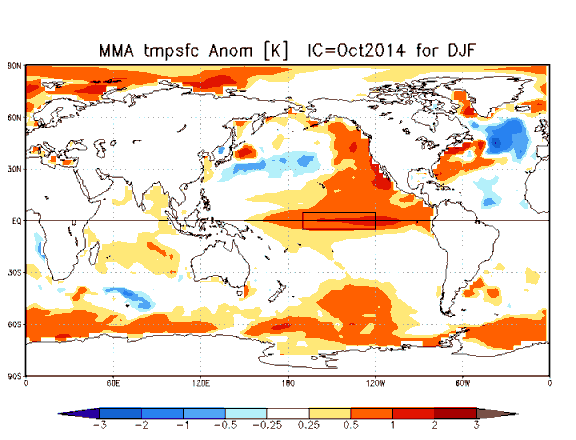 MMA tmpsfc Anom [K] IC=Oct2014 for DJF
90N
60N
30N
EQ
30S
60S
90S
0 60E 120E 180 120W 60W 0
-3 -2 -1 -0.5 -0.25 0.25 0.5 1 2 3